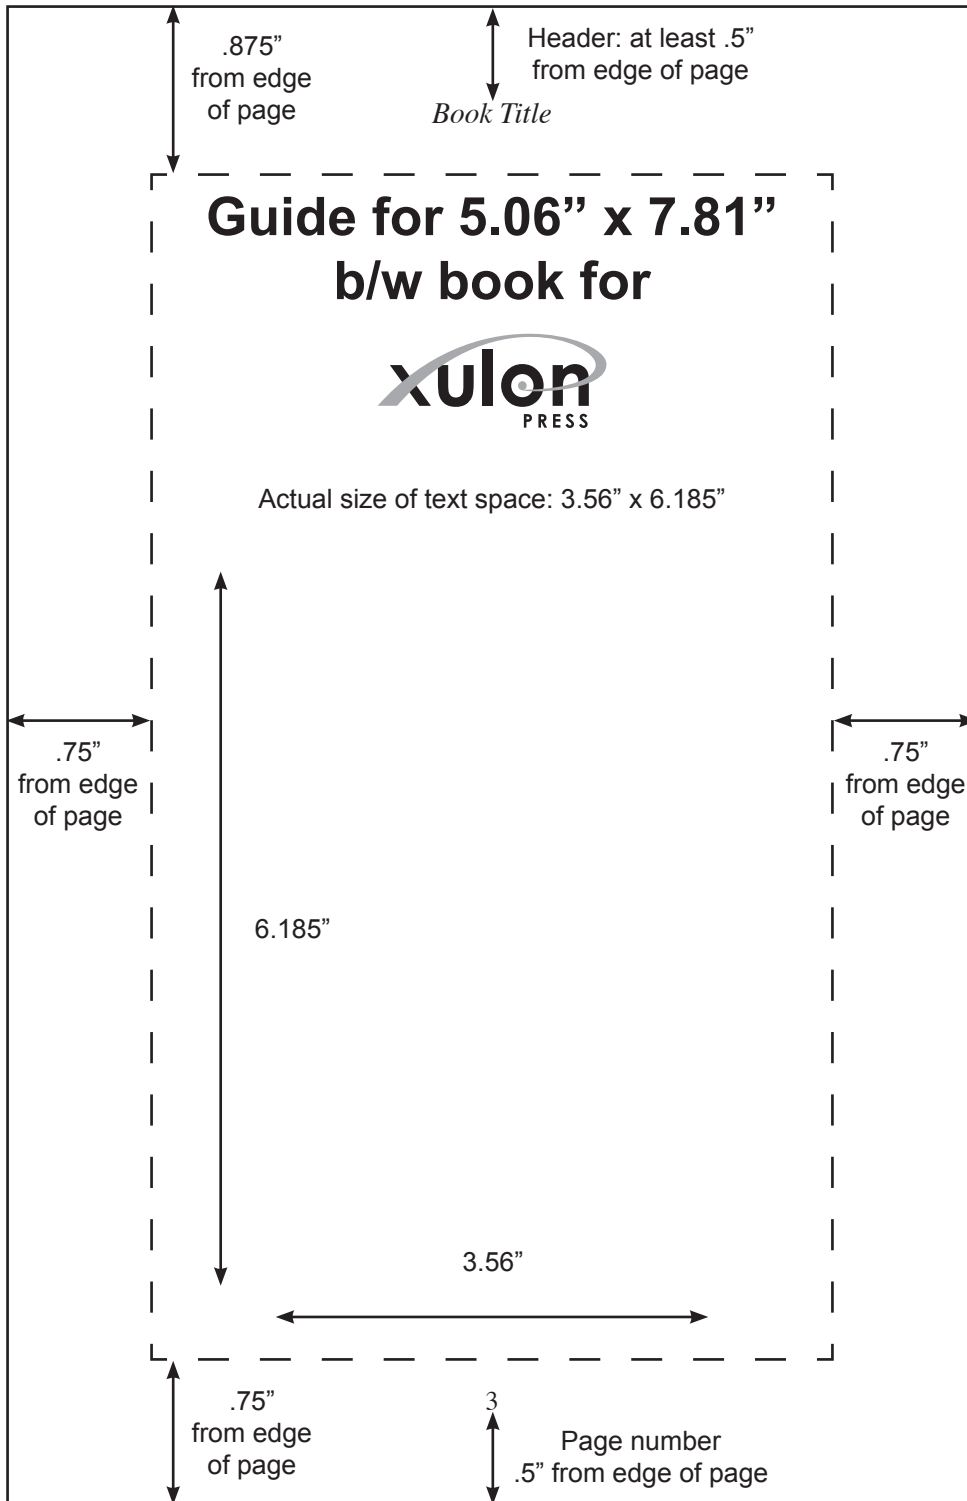 .875”
from edge
of page
Header: at least .5”
from edge of page
Book Title
Guide for 5.06” x 7.81”
b/w book for
xulon
PRESS
Actual size of text space: 3.56” x 6.185”
.75”
from edge
of page
.75”
from edge
of page
6.185”
3.56”
.75”
from edge
of page
3
Page number
.5” from edge of page